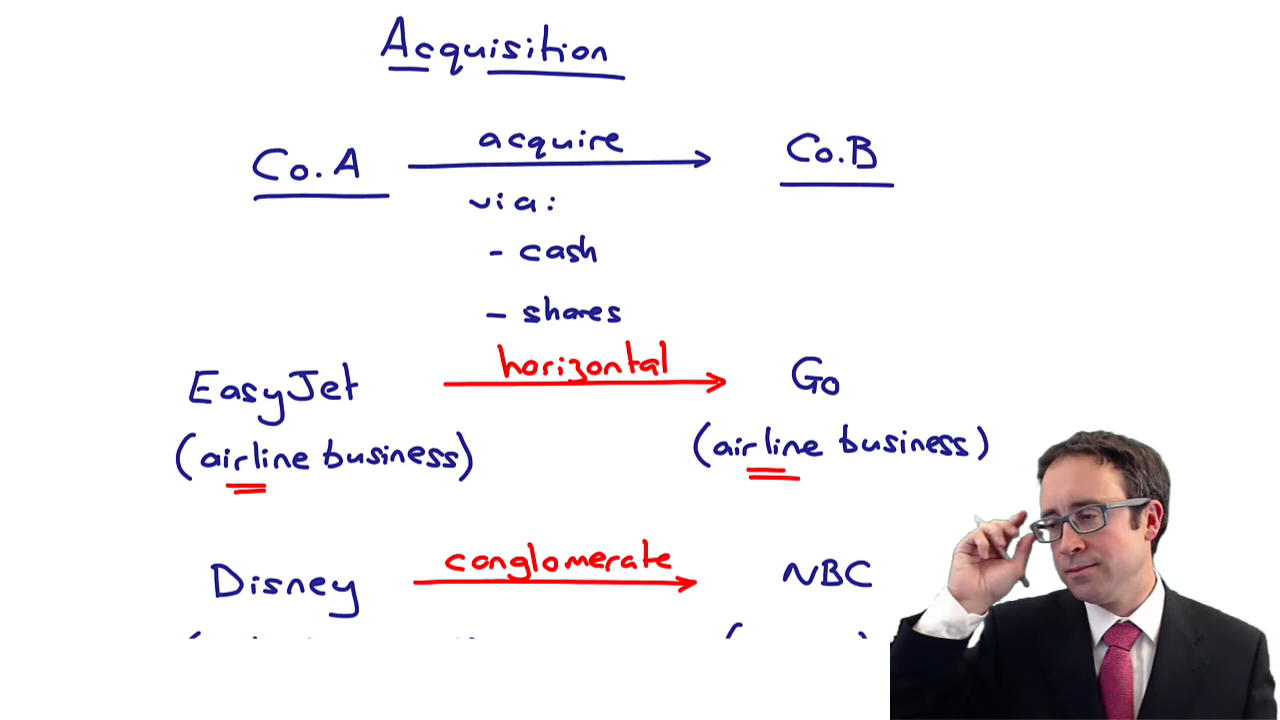 Acquisition
Co.A acquire Co.B
via:
- cash
- shares
EasyJet horizontal Go
(airline business) (airline business)
Disney conglomerate NBC